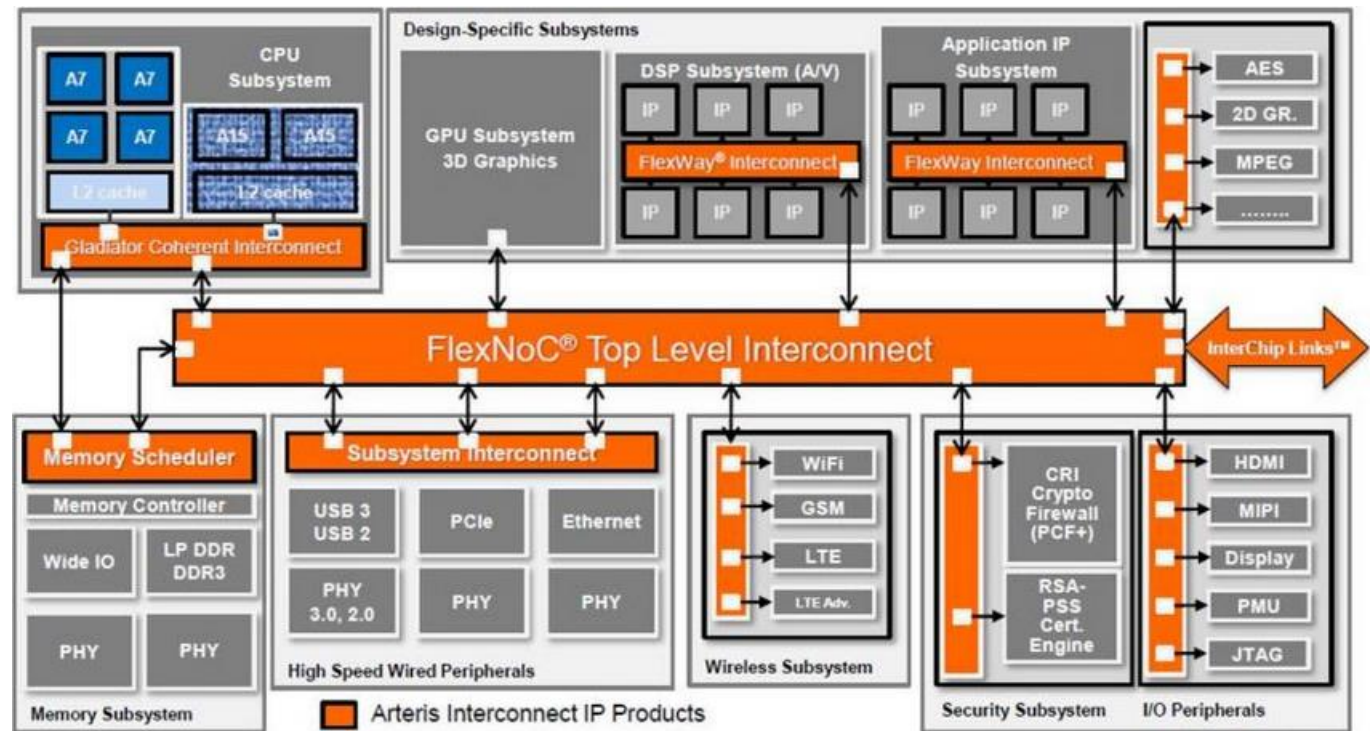 CPU
Subsystem
A7
A7
A7
A7
L2 cache
A15
A15
L2 cache
Gladiator Coherent Interconnect
Design-Specific Subsystems
GPU Subsystem
3D Graphics
DSP Subsystem (A/V)
IP
IP
IP
FlexWay® Interconnect
IP
IP
IP
Application IP
Subsystem
IP
IP
IP
FlexWay Interconnect
IP
IP
IP
AES
2D GR.
MPEG
........
FlexNoC® Top Level Interconnect
InterChip Links™
Memory Scheduler
Memory Controller
Wide IO
LP DDR
DDR3
PHY
PHY
Memory Subsystem
Subsystem Interconnect
USB 3
USB 2
PCIe
Ethernet
PHY
3.0, 2.0
PHY
PHY
High Speed Wired Peripherals
WiFi
GSM
LTE
LTE Adv.
Wireless Subsystem
CRI
Crypto
Firewall
(PCF+)
RSA-
PSS
Cert.
Engine
Security Subsystem
HDMI
MIPI
Display
PMU
JTAG
I/O Peripherals
Arteris Interconnect IP Products